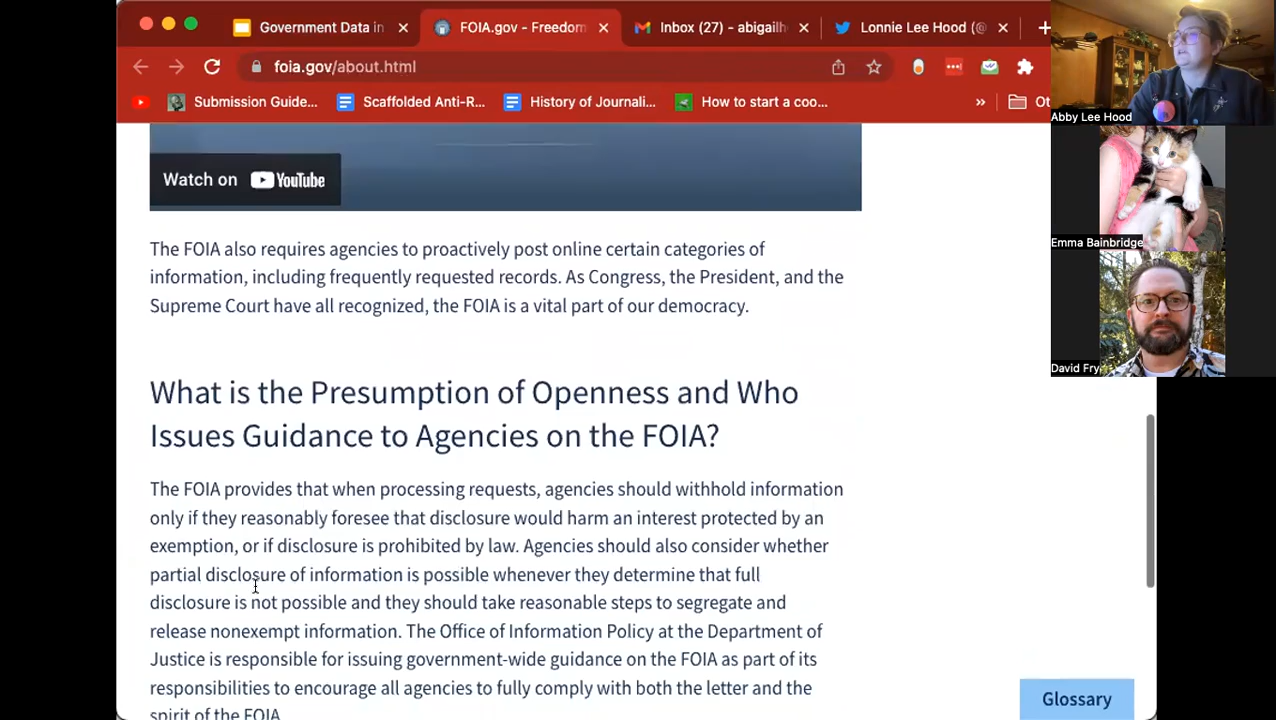 Government Data in
FOIA.gov - Freedom
Inbox (27) - abigailh
Lonnie Lee Hood (@
foia.gov/about.html
Submission Guide...
Scaffolded Anti-R...
History of Journali...
How to start a coo...
»
Ot
Abby Lee Hood
Emma Bainbridge
David Fry
Watch on YouTube
The FOIA also requires agencies to proactively post online certain categories of
information, including frequently requested records. As Congress, the President, and the
Supreme Court have all recognized, the FOIA is a vital part of our democracy.
What is the Presumption of Openness and Who
Issues Guidance to Agencies on the FOIA?
The FOIA provides that when processing requests, agencies should withhold information
only if they reasonably foresee that disclosure would harm an interest protected by an
exemption, or if disclosure is prohibited by law. Agencies should also consider whether
partial disclosure of information is possible whenever they determine that full
disclosure is not possible and they should take reasonable steps to segregate and
release nonexempt information. The Office of Information Policy at the Department of
Justice is responsible for issuing government-wide guidance on the FOIA as part of its
responsibilities to encourage all agencies to fully comply with both the letter and the
spirit of the FOIA.
Glossary